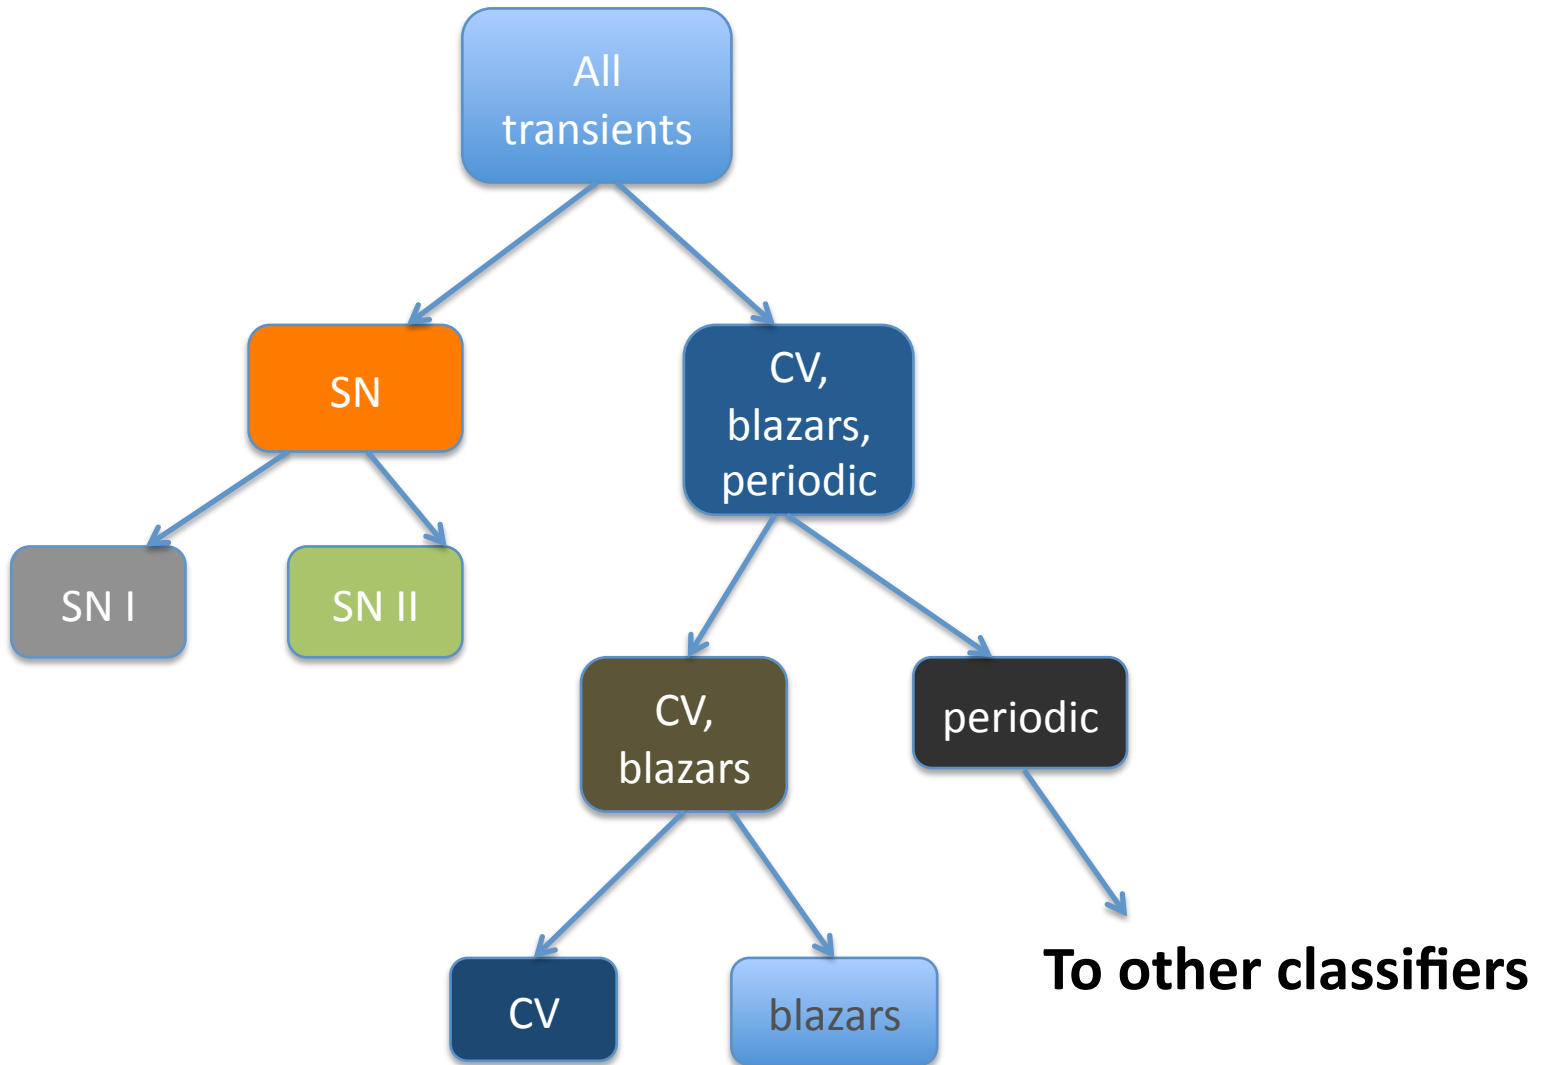 All
transients
SN
CV,
blazars,
periodic
SN I
SN II
CV,
blazars
periodic
To other classifiers
CV
blazars